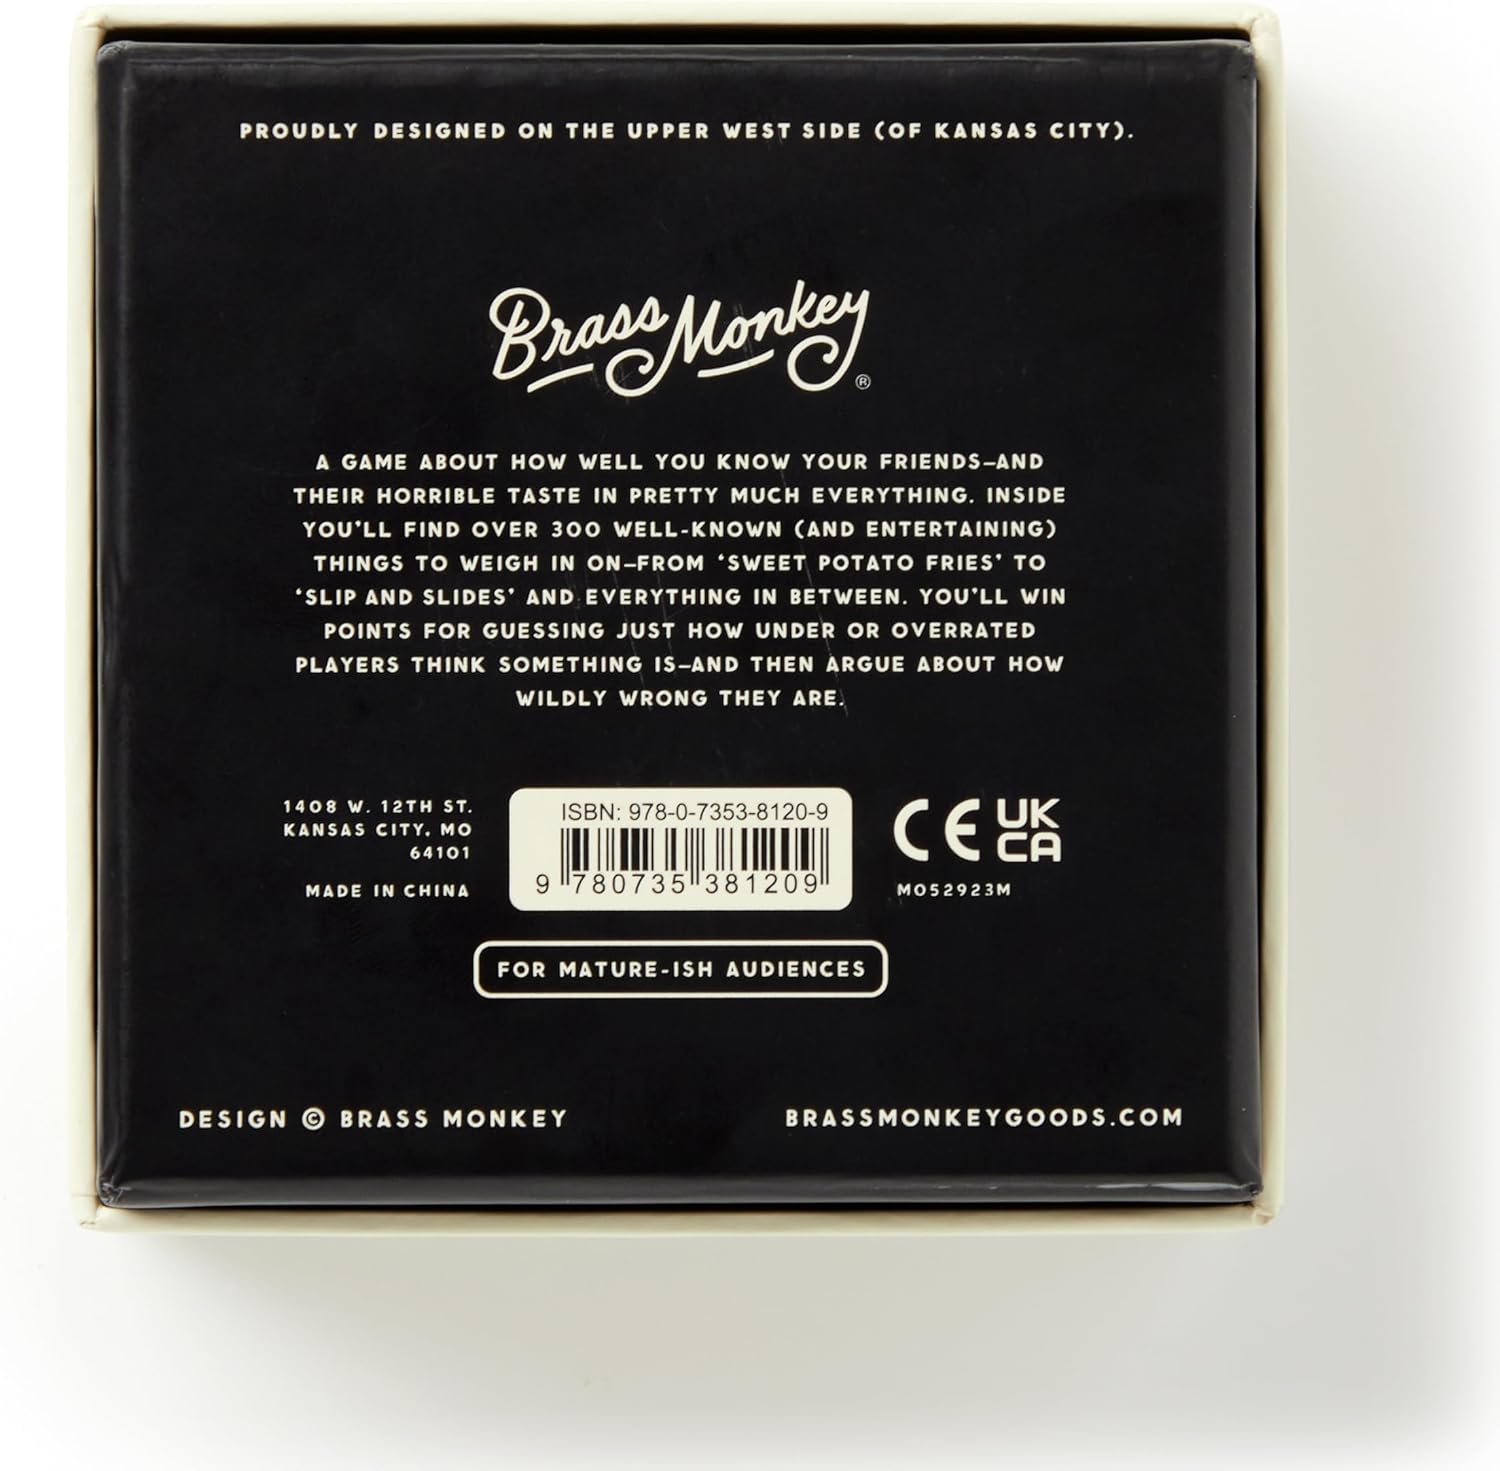 PROUDLY DESIGNED ON THE UPPER WEST SIDE (OF KANSAS CITY).
Brass Monkey®
A GAME ABOUT HOW WELL YOU KNOW YOUR FRIENDS—AND
THEIR HORRIBLE TASTE IN PRETTY MUCH EVERYTHING. INSIDE
YOU'LL FIND OVER 300 WELL-KNOWN (AND ENTERTAINING)
THINGS TO WEIGH IN ON—FROM 'SWEET POTATO FRIES' TO
'SLIP AND SLIDES' AND EVERYTHING IN BETWEEN. YOU'LL WIN
POINTS FOR GUESSING JUST HOW UNDER OR OVERRATED
PLAYERS THINK SOMETHING IS—AND THEN ARGUE ABOUT HOW
WILDLY WRONG THEY ARE.
1408 W. 12TH ST.
KANSAS CITY, MO
64101
MADE IN CHINA
ISBN: 978-0-7353-8120-9
9 780735 381209
CE UK
CA
MO52923M
FOR MATURE-ISH AUDIENCES
DESIGN © BRASS MONKEY
BRASSMONKEYGOODS.COM